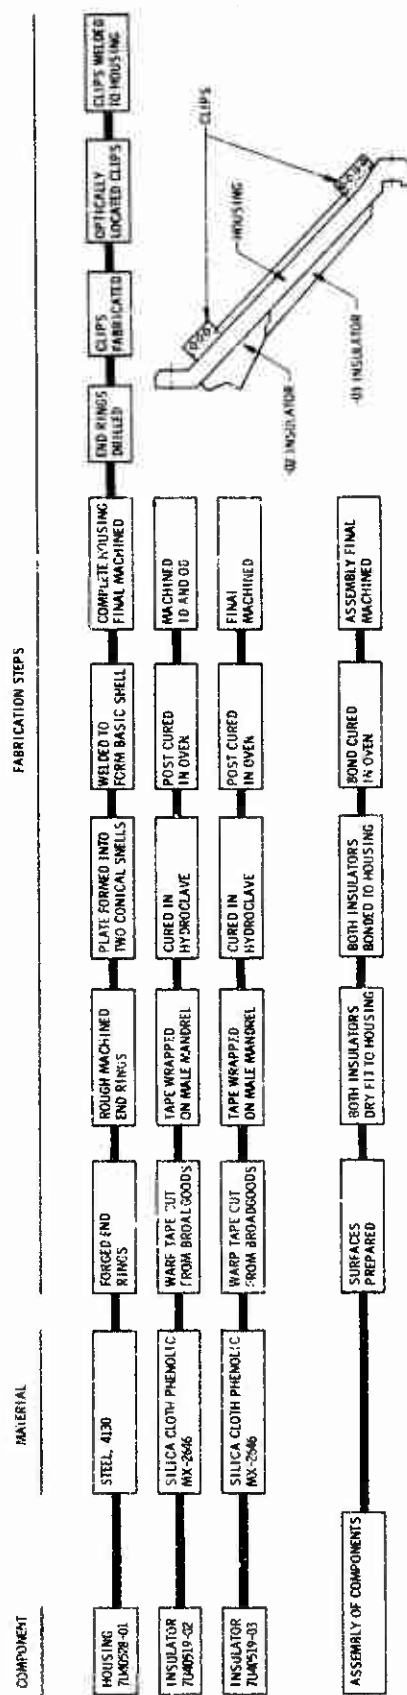 COMPONENT
MATERIAL
FABRICATION STEPS
HOUSING
7U40528-01
STEEL, 4130
FORGED END
RINGS
ROUGH MACHINED
END RINGS
PLATE FORMED INTO
TWO CONICAL SHELLS
WELDED TO
FORM BASIC SHELL
COMPLETE HOUSING
FINAL MACHINED
END RINGS
DRILLED
CLIPS
FABRICATED
OPTICALLY
LOCATED CLIPS
CLIPS WELDED
TO HOUSING
INSULATOR
7U40519-02
SILICA CLOTH PHENOLIC
MX-2646
WARP TAPE CUT
FROM BROADGOODS
TAPE WRAPPED
ON MALE MANDREL
CURED IN
HYDROCLAVE
POST CURED
IN OVEN
MACHINED
ID AND OD
INSULATOR
7U40519-03
SILICA CLOTH PHENOLIC
MX-2646
WARP TAPE CUT
FROM BROADGOODS
TAPE WRAPPED
ON MALE MANDREL
CURED IN
HYDROCLAVE
POST CURED
IN OVEN
FINAL
MACHINED
ASSEMBLY OF COMPONENTS
SURFACES
PREPARED
BOTH INSULATORS
DRY FIT TO HOUSING
BOTH INSULATORS
BONDED TO HOUSING
BOND CURED
IN OVEN
ASSEMBLY FINAL
MACHINED
CLIPS
HOUSING
-02 INSULATOR
-01 INSULATOR